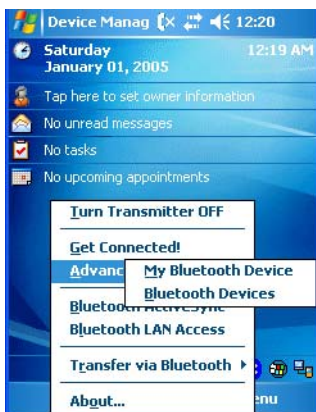 Device Manag 12:20
Saturday 12:19 AM
January 01, 2005
Tap here to set owner information
No unread messages
No tasks
No upcoming appointments
Turn Transmitter OFF
Get Connected!
Advanc
My Bluetooth Device
Bluetooth Devices
Bluetooth ActiveSync
Bluetooth LAN Access
Transfer via Bluetooth
About...
enu